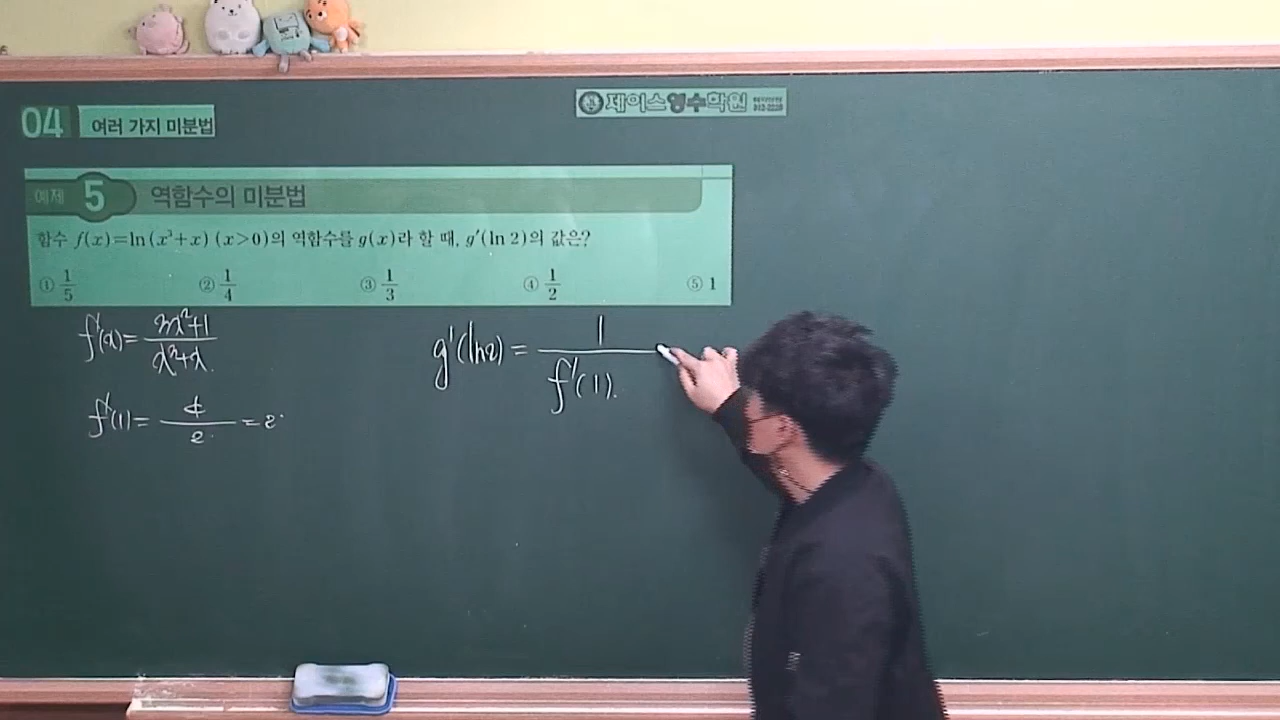 04 여러 가지 미분법
제이스영수학원
예제 5 역함수의 미분법
함수 f(x)=ln(x³+x) (x>0)의 역함수를 g(x)라 할 때, g′(ln 2)의 값은?
① 1/5 ② 1/4 ③ 1/3 ④ 1/2 ⑤ 1
f′(x)= 3x²+1 / x³+x
g′(ln2) = 1 / f′(1).
f′(1)= 4 / 2 = 2